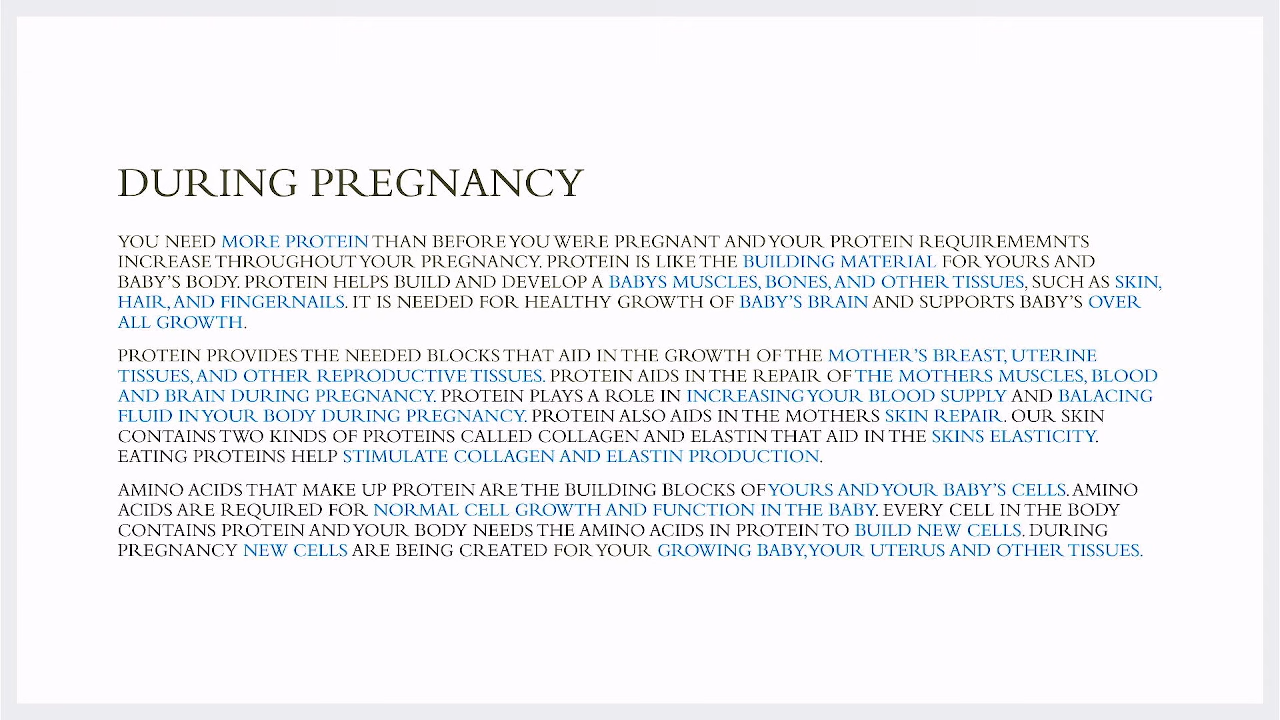 DURING PREGNANCY
YOU NEED MORE PROTEIN THAN BEFORE YOU WERE PREGNANT AND YOUR PROTEIN REQUIREMEMNTS
INCREASE THROUGHOUT YOUR PREGNANCY. PROTEIN IS LIKE THE BUILDING MATERIAL FOR YOURS AND
BABY'S BODY. PROTEIN HELPS BUILD AND DEVELOP A BABYS MUSCLES, BONES, AND OTHER TISSUES, SUCH AS SKIN,
HAIR, AND FINGERNAILS. IT IS NEEDED FOR HEALTHY GROWTH OF BABY'S BRAIN AND SUPPORTS BABY'S OVER
ALL GROWTH.
PROTEIN PROVIDES THE NEEDED BLOCKS THAT AID IN THE GROWTH OF THE MOTHER'S BREAST, UTERINE
TISSUES, AND OTHER REPRODUCTIVE TISSUES. PROTEIN AIDS IN THE REPAIR OF THE MOTHERS MUSCLES, BLOOD
AND BRAIN DURING PREGNANCY. PROTEIN PLAYS A ROLE IN INCREASING YOUR BLOOD SUPPLY AND BALACING
FLUID IN YOUR BODY DURING PREGNANCY. PROTEIN ALSO AIDS IN THE MOTHERS SKIN REPAIR. OUR SKIN
CONTAINS TWO KINDS OF PROTEINS CALLED COLLAGEN AND ELASTIN THAT AID IN THE SKINS ELASTICITY.
EATING PROTEINS HELP STIMULATE COLLAGEN AND ELASTIN PRODUCTION.
AMINO ACIDS THAT MAKE UP PROTEIN ARE THE BUILDING BLOCKS OF YOURS AND YOUR BABY'S CELLS. AMINO
ACIDS ARE REQUIRED FOR NORMAL CELL GROWTH AND FUNCTION IN THE BABY. EVERY CELL IN THE BODY
CONTAINS PROTEIN AND YOUR BODY NEEDS THE AMINO ACIDS IN PROTEIN TO BUILD NEW CELLS. DURING
PREGNANCY NEW CELLS ARE BEING CREATED FOR YOUR GROWING BABY, YOUR UTERUS AND OTHER TISSUES.